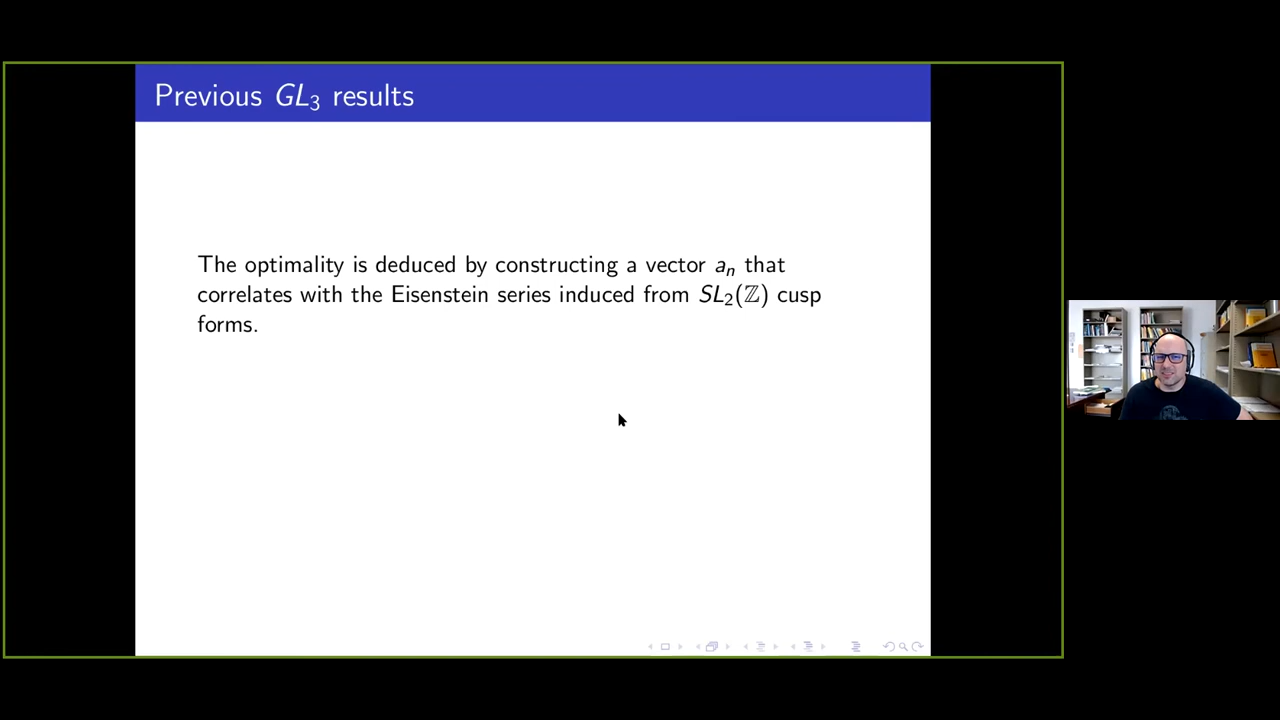 Previous GL₃ results
The optimality is deduced by constructing a vector aₙ that
correlates with the Eisenstein series induced from SL₂(ℤ) cusp
forms.